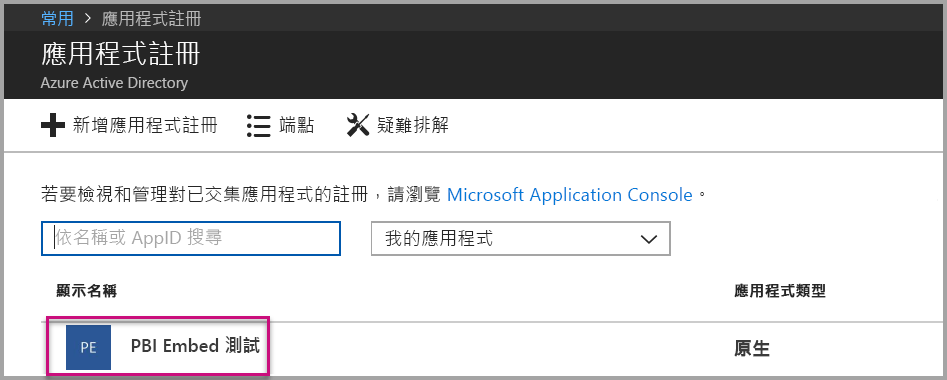 常用 > 應用程式註冊
應用程式註冊
Azure Active Directory
新增應用程式註冊 端點 疑難排解
若要檢視和管理對已交集應用程式的註冊，請瀏覽 Microsoft Application Console。
依名稱或 AppID 搜尋 我的應用程式
顯示名稱 應用程式類型
PE PBI Embed 測試 原生